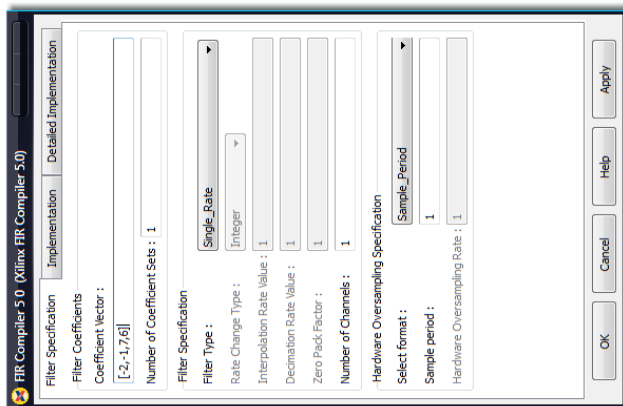 FIR Compiler 5 0 (Xilinx FIR Compiler 5.0)
Filter Specification Implementation Detailed Implementation
Filter Coefficients
Coefficient Vector :
[-2,-1,7,6]
Number of Coefficient Sets : 1
Filter Specification
Filter Type : Single_Rate
Rate Change Type : Integer
Interpolation Rate Value : 1
Decimation Rate Value : 1
Zero Pack Factor : 1
Number of Channels : 1
Hardware Oversampling Specification
Select format : Sample_Period
Sample period : 1
Hardware Oversampling Rate : 1
OK Cancel Help Apply